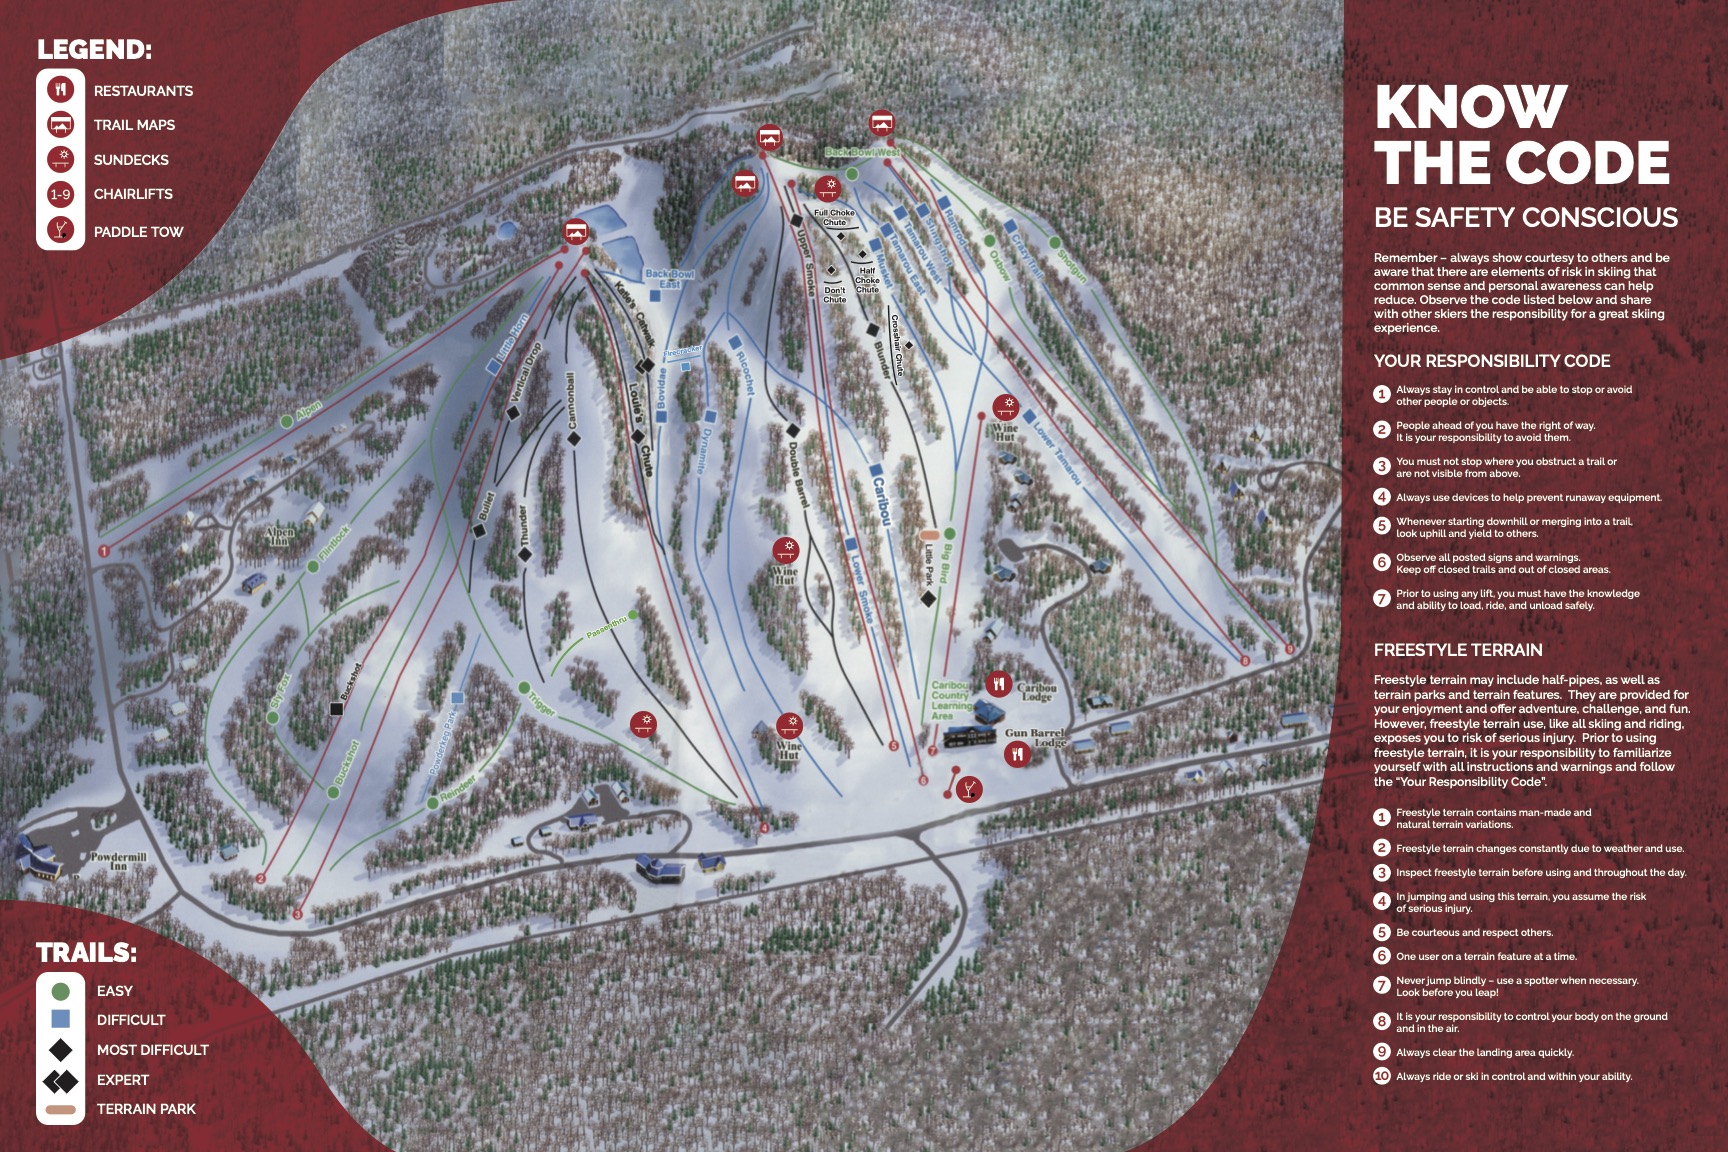 LEGEND:
RESTAURANTS
TRAIL MAPS
SUNDECKS
1-9
CHAIRLIFTS
PADDLE TOW
Back Bowl West
Full Choke
Chute
Half
Choke
Chute
Don't
Chute
Upper Smoke
Musket
Tamarou East
Tamarou West
Slingshot
Ramrod
Oxbow
Crazy Trail
Shotgun
Back Bowl
East
Katie's Catwalk
Little Horn
Vertical Drop
Cannonball
Louie's Chute
Bovidae
Firecracker
Ricochet
Dynamite
Blunder
Crosshair Chute
Alpen
Wine
Hut
Lower Tamarou
Double Barrel
Caribou
Bullet
Thunder
Alpen
Inn
Flintlock
1
Wine
Hut
Lower Smoke
Little Park
Big Bird
Passenthru
8
9
Sly Fox
Buckshot
Trigger
Caribou
Country
Learning
Area
Caribou
Lodge
Powderkeg Park
Wine
Hut
Gun Barrel
Lodge
5
7
6
Buckshot
Reindeer
4
Powdermill
Inn
2
3
TRAILS:
EASY
DIFFICULT
MOST DIFFICULT
EXPERT
TERRAIN PARK
KNOW
THE CODE
BE SAFETY CONSCIOUS
Remember – always show courtesy to others and be
aware that there are elements of risk in skiing that
common sense and personal awareness can help
reduce. Observe the code listed below and share
with other skiers the responsibility for a great skiing
experience.
YOUR RESPONSIBILITY CODE
1 Always stay in control and be able to stop or avoid
other people or objects.
2 People ahead of you have the right of way.
It is your responsibility to avoid them.
3 You must not stop where you obstruct a trail or
are not visible from above.
4 Always use devices to help prevent runaway equipment.
5 Whenever starting downhill or merging into a trail,
look uphill and yield to others.
6 Observe all posted signs and warnings.
Keep off closed trails and out of closed areas.
7 Prior to using any lift, you must have the knowledge
and ability to load, ride, and unload safely.
FREESTYLE TERRAIN
Freestyle terrain may include half-pipes, as well as
terrain parks and terrain features. They are provided for
your enjoyment and offer adventure, challenge, and fun.
However, freestyle terrain use, like all skiing and riding,
exposes you to risk of serious injury. Prior to using
freestyle terrain, it is your responsibility to familiarize
yourself with all instructions and warnings and follow
the “Your Responsibility Code”.
1 Freestyle terrain contains man-made and
natural terrain variations.
2 Freestyle terrain changes constantly due to weather and use.
3 Inspect freestyle terrain before using and throughout the day.
4 In jumping and using this terrain, you assume the risk
of serious injury.
5 Be courteous and respect others.
6 One user on a terrain feature at a time.
7 Never jump blindly – use a spotter when necessary.
Look before you leap!
8 It is your responsibility to control your body on the ground
and in the air.
9 Always clear the landing area quickly.
10 Always ride or ski in control and within your ability.